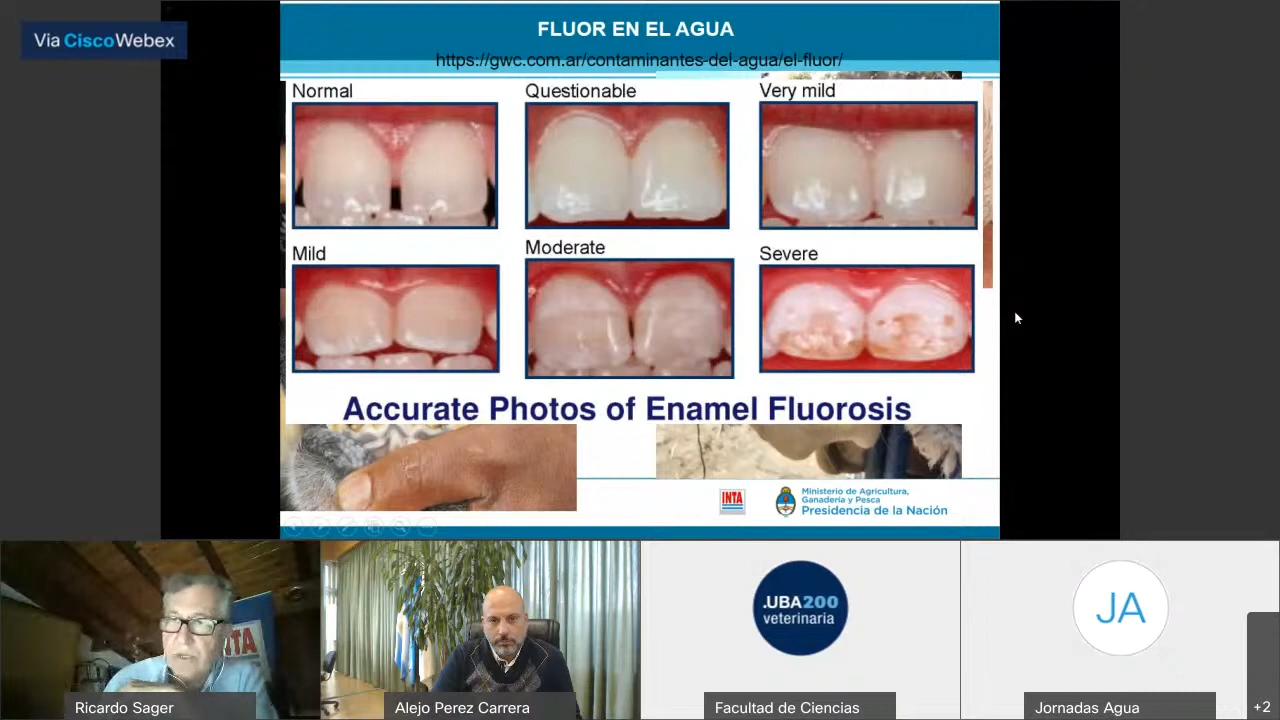 Via CiscoWebex
FLUOR EN EL AGUA
https://gwc.com.ar/contaminantes-del-agua/el-fluor/
Normal
Questionable
Very mild
Mild
Moderate
Severe
Accurate Photos of Enamel Fluorosis
INTA
Ministerio de Agricultura,
Ganadería y Pesca
Presidencia de la Nación
INTA
.UBA200
veterinaria
JA
Ricardo Sager
Alejo Perez Carrera
Facultad de Ciencias
Jornadas Agua
+2